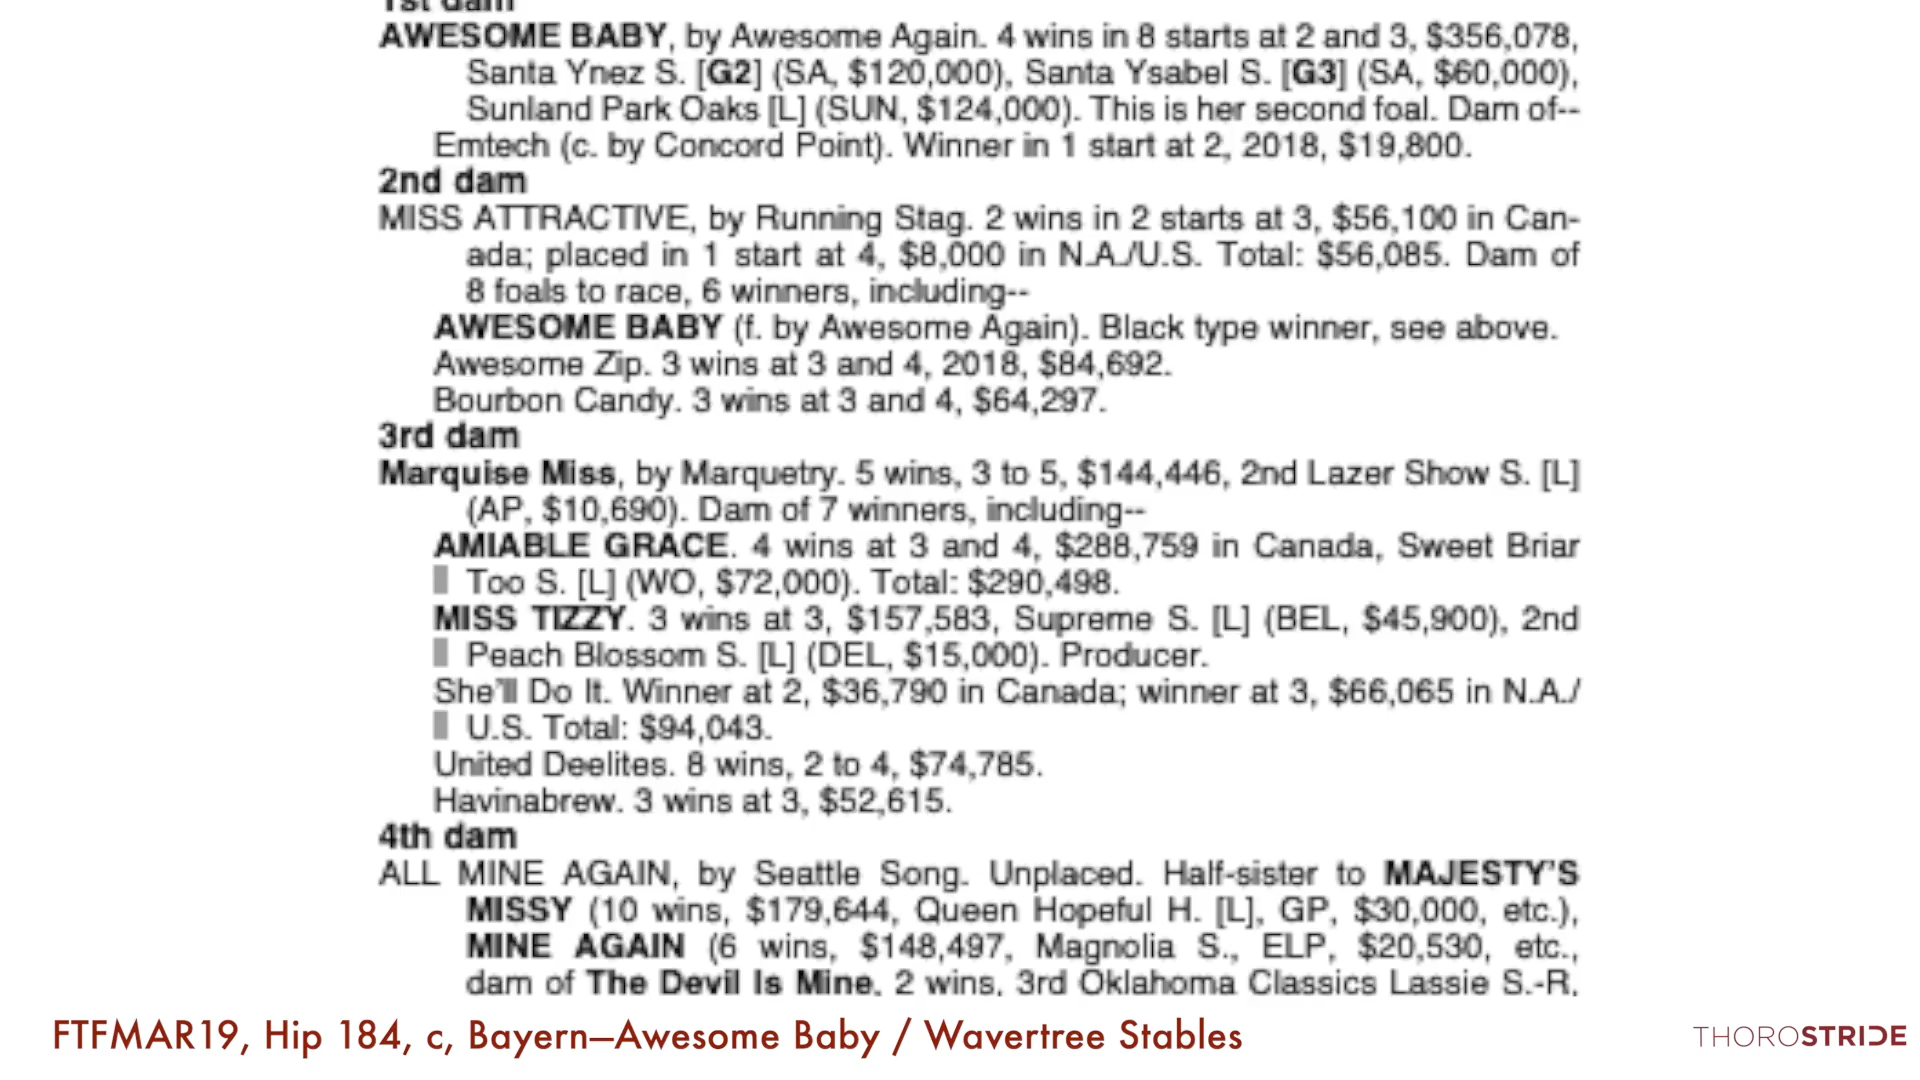 1st dam
AWESOME BABY, by Awesome Again. 4 wins in 8 starts at 2 and 3, $356,078,
Santa Ynez S. [G2] (SA, $120,000), Santa Ysabel S. [G3] (SA, $60,000),
Sunland Park Oaks [L] (SUN, $124,000). This is her second foal. Dam of--
Emtech (c. by Concord Point). Winner in 1 start at 2, 2018, $19,800.
2nd dam
MISS ATTRACTIVE, by Running Stag. 2 wins in 2 starts at 3, $56,100 in Can-
ada; placed in 1 start at 4, $8,000 in N.A./U.S. Total: $56,085. Dam of
8 foals to race, 6 winners, including--
AWESOME BABY (f. by Awesome Again). Black type winner, see above.
Awesome Zip. 3 wins at 3 and 4, 2018, $84,692.
Bourbon Candy. 3 wins at 3 and 4, $64,297.
3rd dam
Marquise Miss, by Marquetry. 5 wins, 3 to 5, $144,446, 2nd Lazer Show S. [L]
(AP, $10,690). Dam of 7 winners, including--
AMIABLE GRACE. 4 wins at 3 and 4, $288,759 in Canada, Sweet Briar
Too S. [L] (WO, $72,000). Total: $290,498.
MISS TIZZY. 3 wins at 3, $157,583, Supreme S. [L] (BEL, $45,900), 2nd
Peach Blossom S. [L] (DEL, $15,000). Producer.
She'll Do It. Winner at 2, $36,790 in Canada; winner at 3, $66,065 in N.A./
U.S. Total: $94,043.
United Deelites. 8 wins, 2 to 4, $74,785.
Havinabrew. 3 wins at 3, $52,615.
4th dam
ALL MINE AGAIN, by Seattle Song. Unplaced. Half-sister to MAJESTY'S
MISSY (10 wins, $179,644, Queen Hopeful H. [L], GP, $30,000, etc.),
MINE AGAIN (6 wins, $148,497, Magnolia S., ELP, $20,530, etc.,
dam of The Devil Is Mine, 2 wins, 3rd Oklahoma Classics Lassie S.-R,
FTFMAR19, Hip 184, c, Bayern—Awesome Baby / Wavertree Stables
THOROSTRIDE